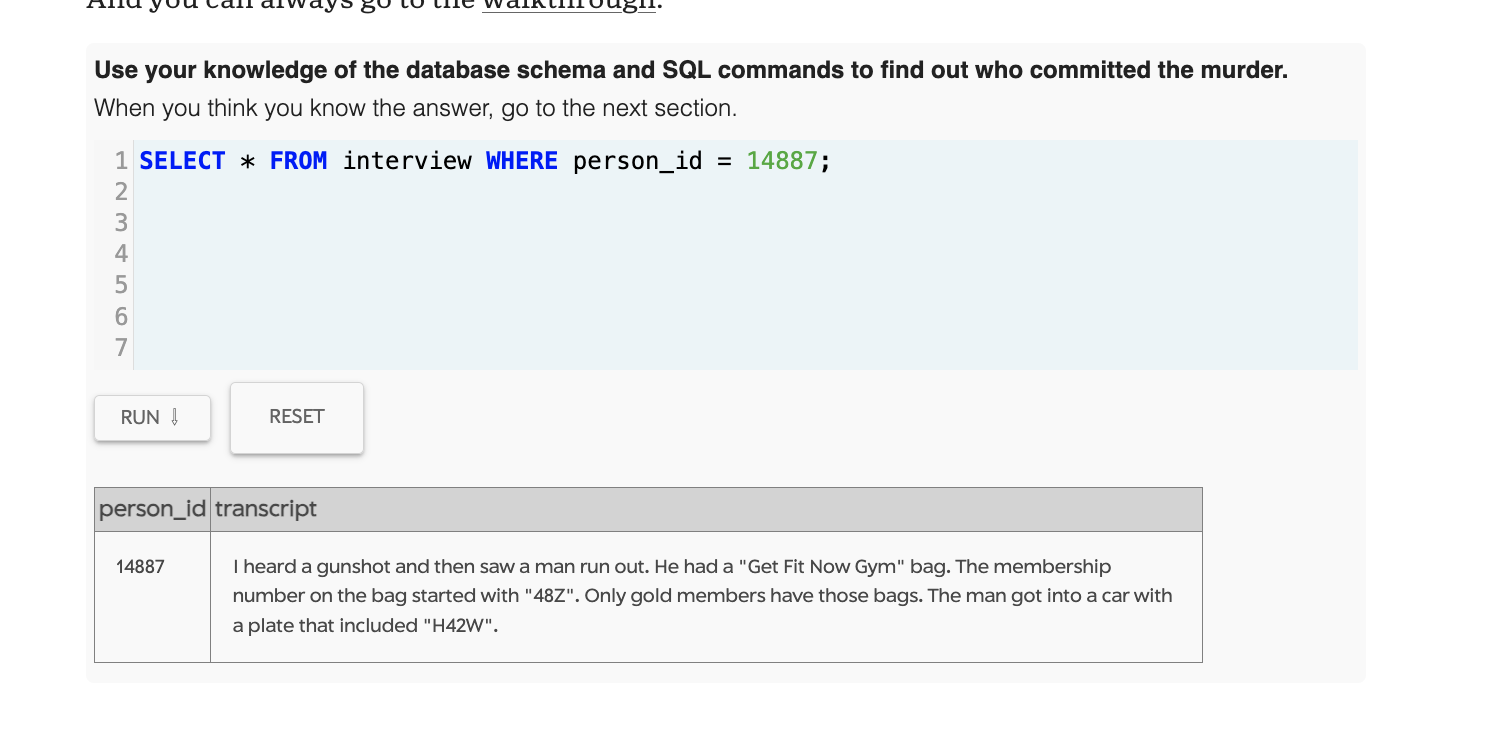 And you can always go to the walkthrough.
Use your knowledge of the database schema and SQL commands to find out who committed the murder.
When you think you know the answer, go to the next section.
1 SELECT * FROM interview WHERE person_id = 14887;
2
3
4
5
6
7
RUN ⇩ RESET
person_id transcript
14887 I heard a gunshot and then saw a man run out. He had a "Get Fit Now Gym" bag. The membership
number on the bag started with "48Z". Only gold members have those bags. The man got into a car with
a plate that included "H42W".